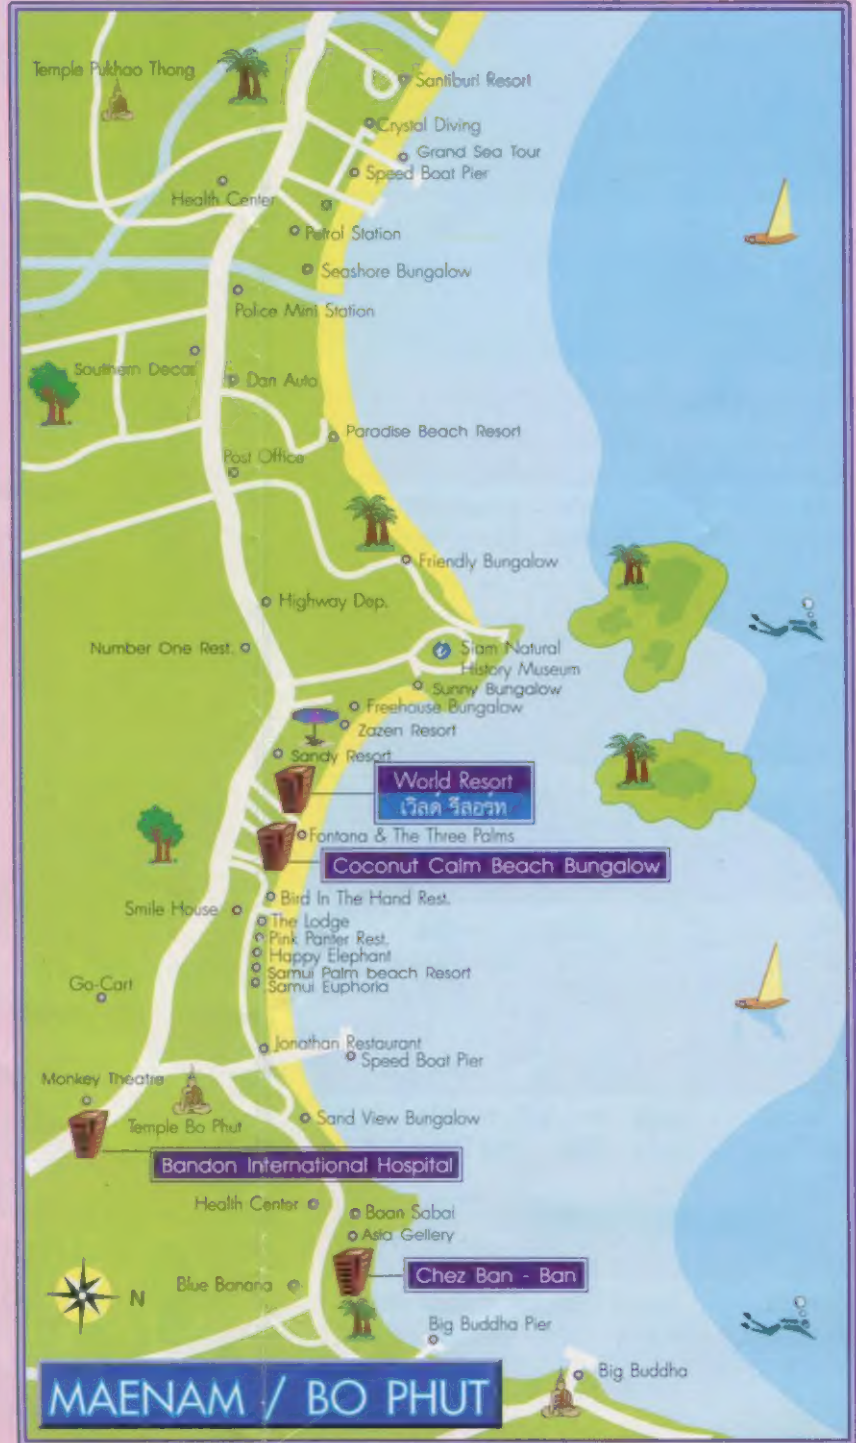 Temple Pukhao Thong
Santiburi Resort
Crystal Diving
Grand Sea Tour
Speed Boat Pier
Health Center
Petrol Station
Seashore Bungalow
Police Mini Station
Southern Decor
Dan Auto
Paradise Beach Resort
Post Office
Friendly Bungalow
Highway Dep.
Number One Rest.
Siam Natural
History Museum
Sunny Bungalow
Freehouse Bungalow
Zazen Resort
Sandy Resort
World Resort
เวิลด์ รีสอร์ท
Fontana & The Three Palms
Coconut Calm Beach Bungalow
Bird In The Hand Rest.
Smile House
The Lodge
Pink Panter Rest.
Happy Elephant
Samui Palm beach Resort
Samui Euphoria
Go-Cart
Jonathan Restaurant
Speed Boat Pier
Monkey Theatre
Temple Bo Phut
Sand View Bungalow
Bandon International Hospital
Health Center
Baan Sabai
Asia Gellery
Chez Ban - Ban
Blue Banana
N
Big Buddha Pier
Big Buddha
MAENAM / BO PHUT